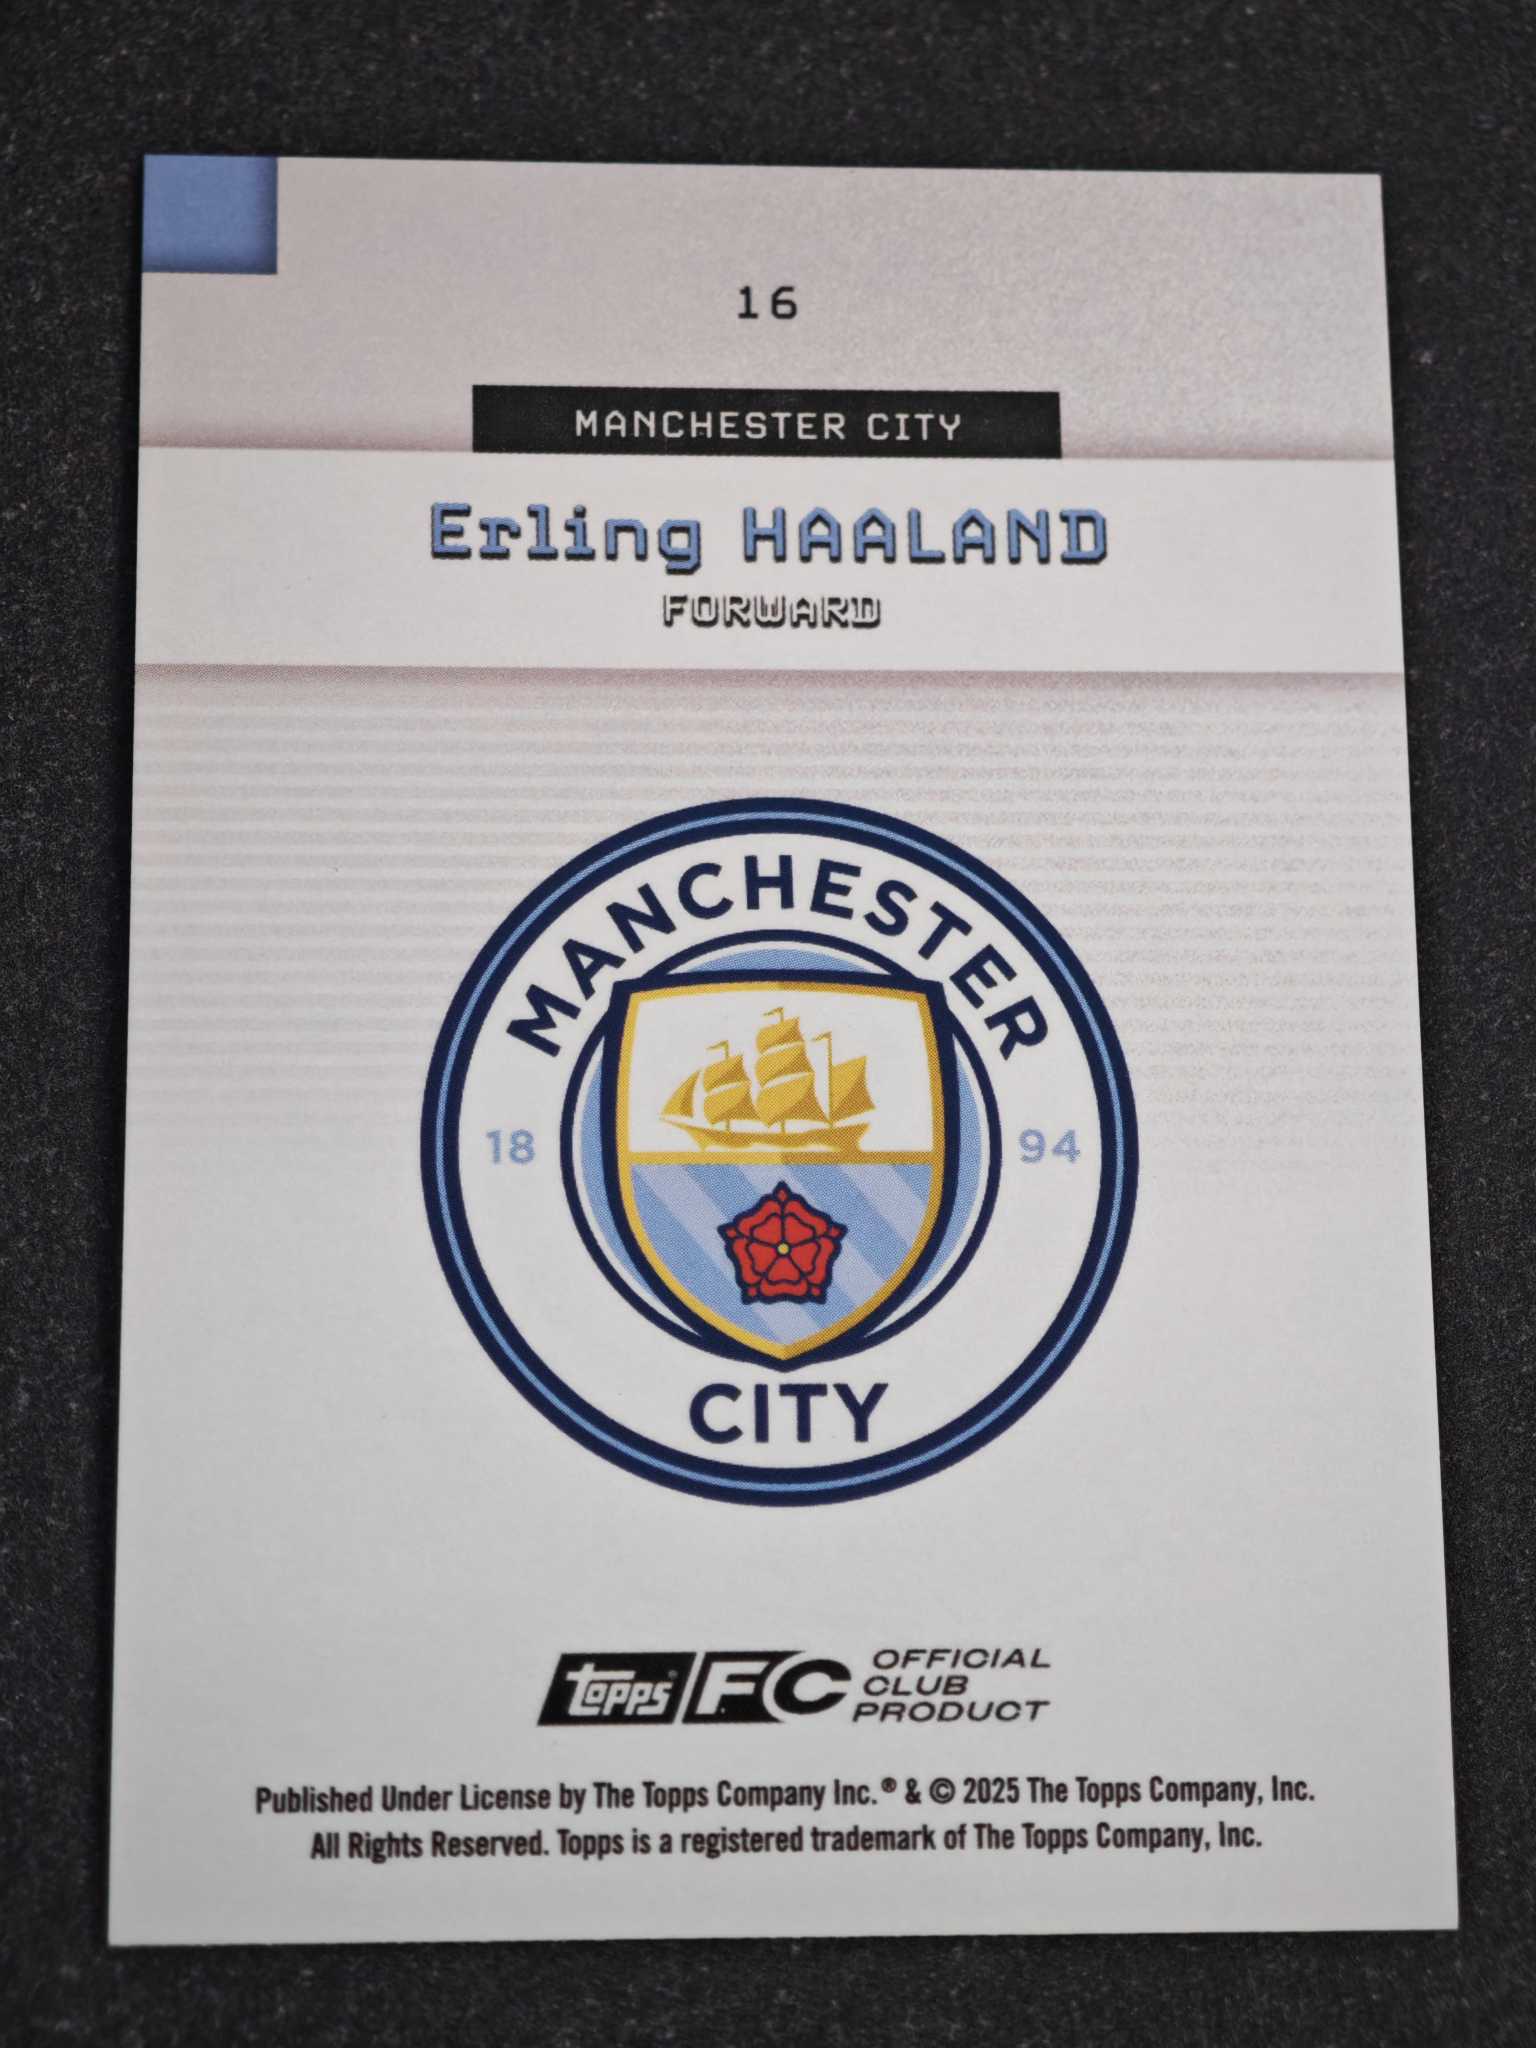 16
MANCHESTER CITY
Erling HAALAND
FORWARD
MANCHESTER
18 94
CITY
topps® FC OFFICIAL
CLUB
PRODUCT
Published Under License by The Topps Company Inc.® & © 2025 The Topps Company, Inc.
All Rights Reserved. Topps is a registered trademark of The Topps Company, Inc.